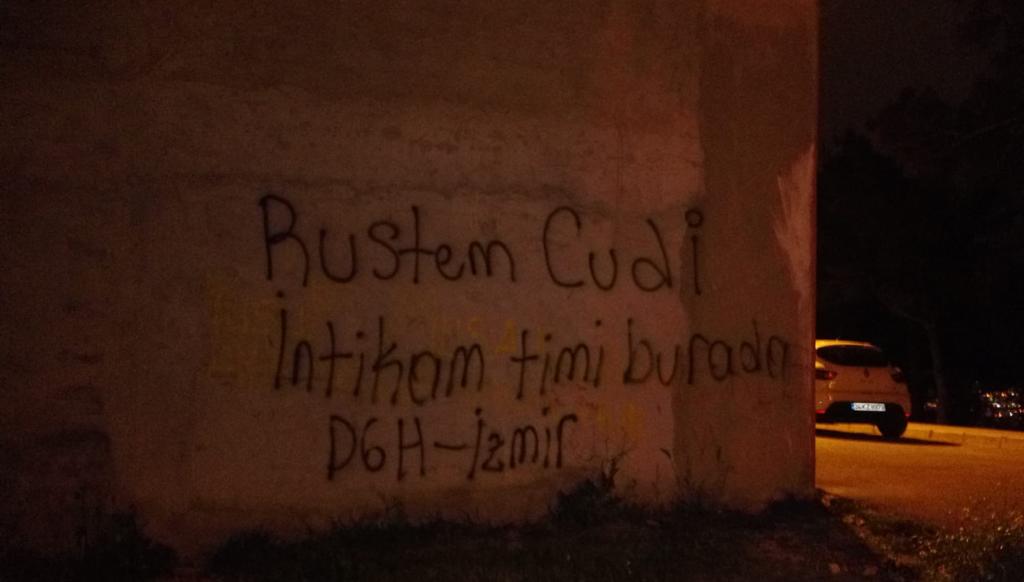 Rustem Cudi
İntikam timi burada
DGH-İzmir